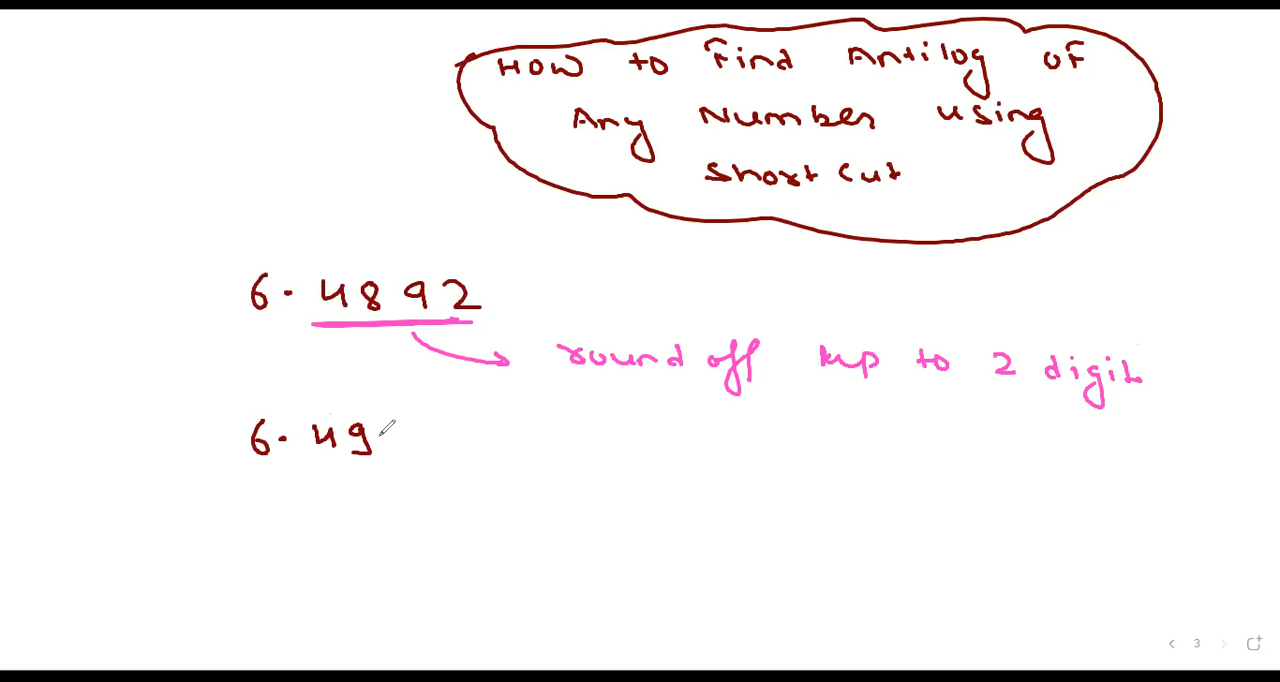 How to Find Antilog of
Any Number using
Short Cut
6.4892
round off up to 2 digit
6.49
3